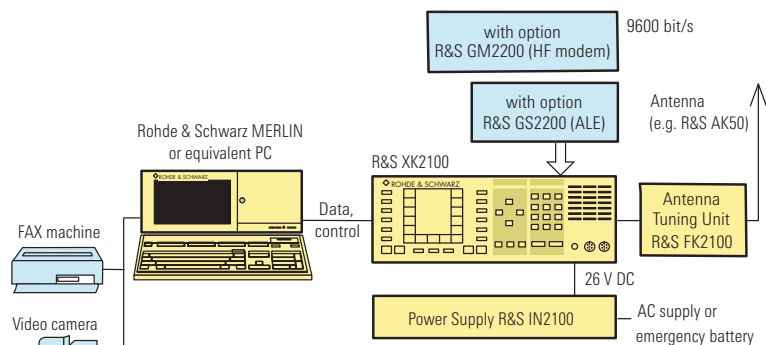 with option
R&S GM2200 (HF modem)
9600 bit/s
with option
R&S GS2200 (ALE)
Antenna
(e.g. R&S AK50)
Rohde & Schwarz MERLIN
or equivalent PC
R&S XK2100
ROHDE & SCHWARZ
ROHDE & SCHWARZ
Data,
control
Antenna
Tuning Unit
R&S FK2100
FAX machine
26 V DC
Video camera
Power Supply R&S IN2100
AC supply or
emergency battery